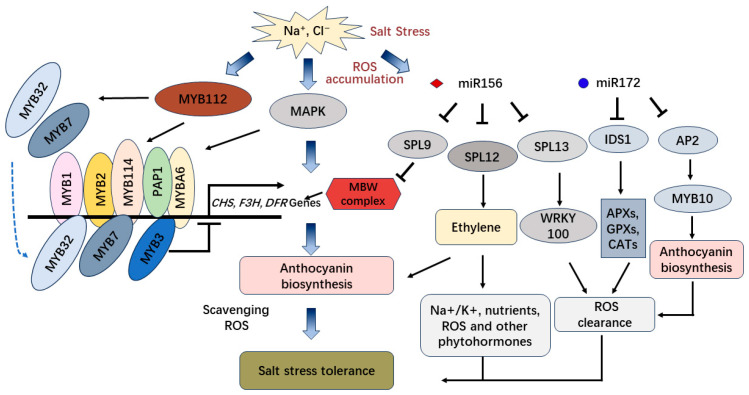 Na⁺, Cl⁻
Salt Stress
ROS
accumulation
miR156
miR172
MYB32
MYB7
MYB112
MAPK
SPL9
SPL12
SPL13
IDS1
AP2
MYB1
MYB2
MYB114
PAP1
MYBA6
CHS, F3H, DFR Genes
MBW
complex
MYB32
MYB7
MYB3
Ethylene
WRKY
100
APXs,
GPXs,
CATs
MYB10
Anthocyanin
biosynthesis
Anthocyanin
biosynthesis
Scavenging
ROS
Na+/K+, nutrients,
ROS and other
phytohormones
ROS
clearance
Salt stress tolerance